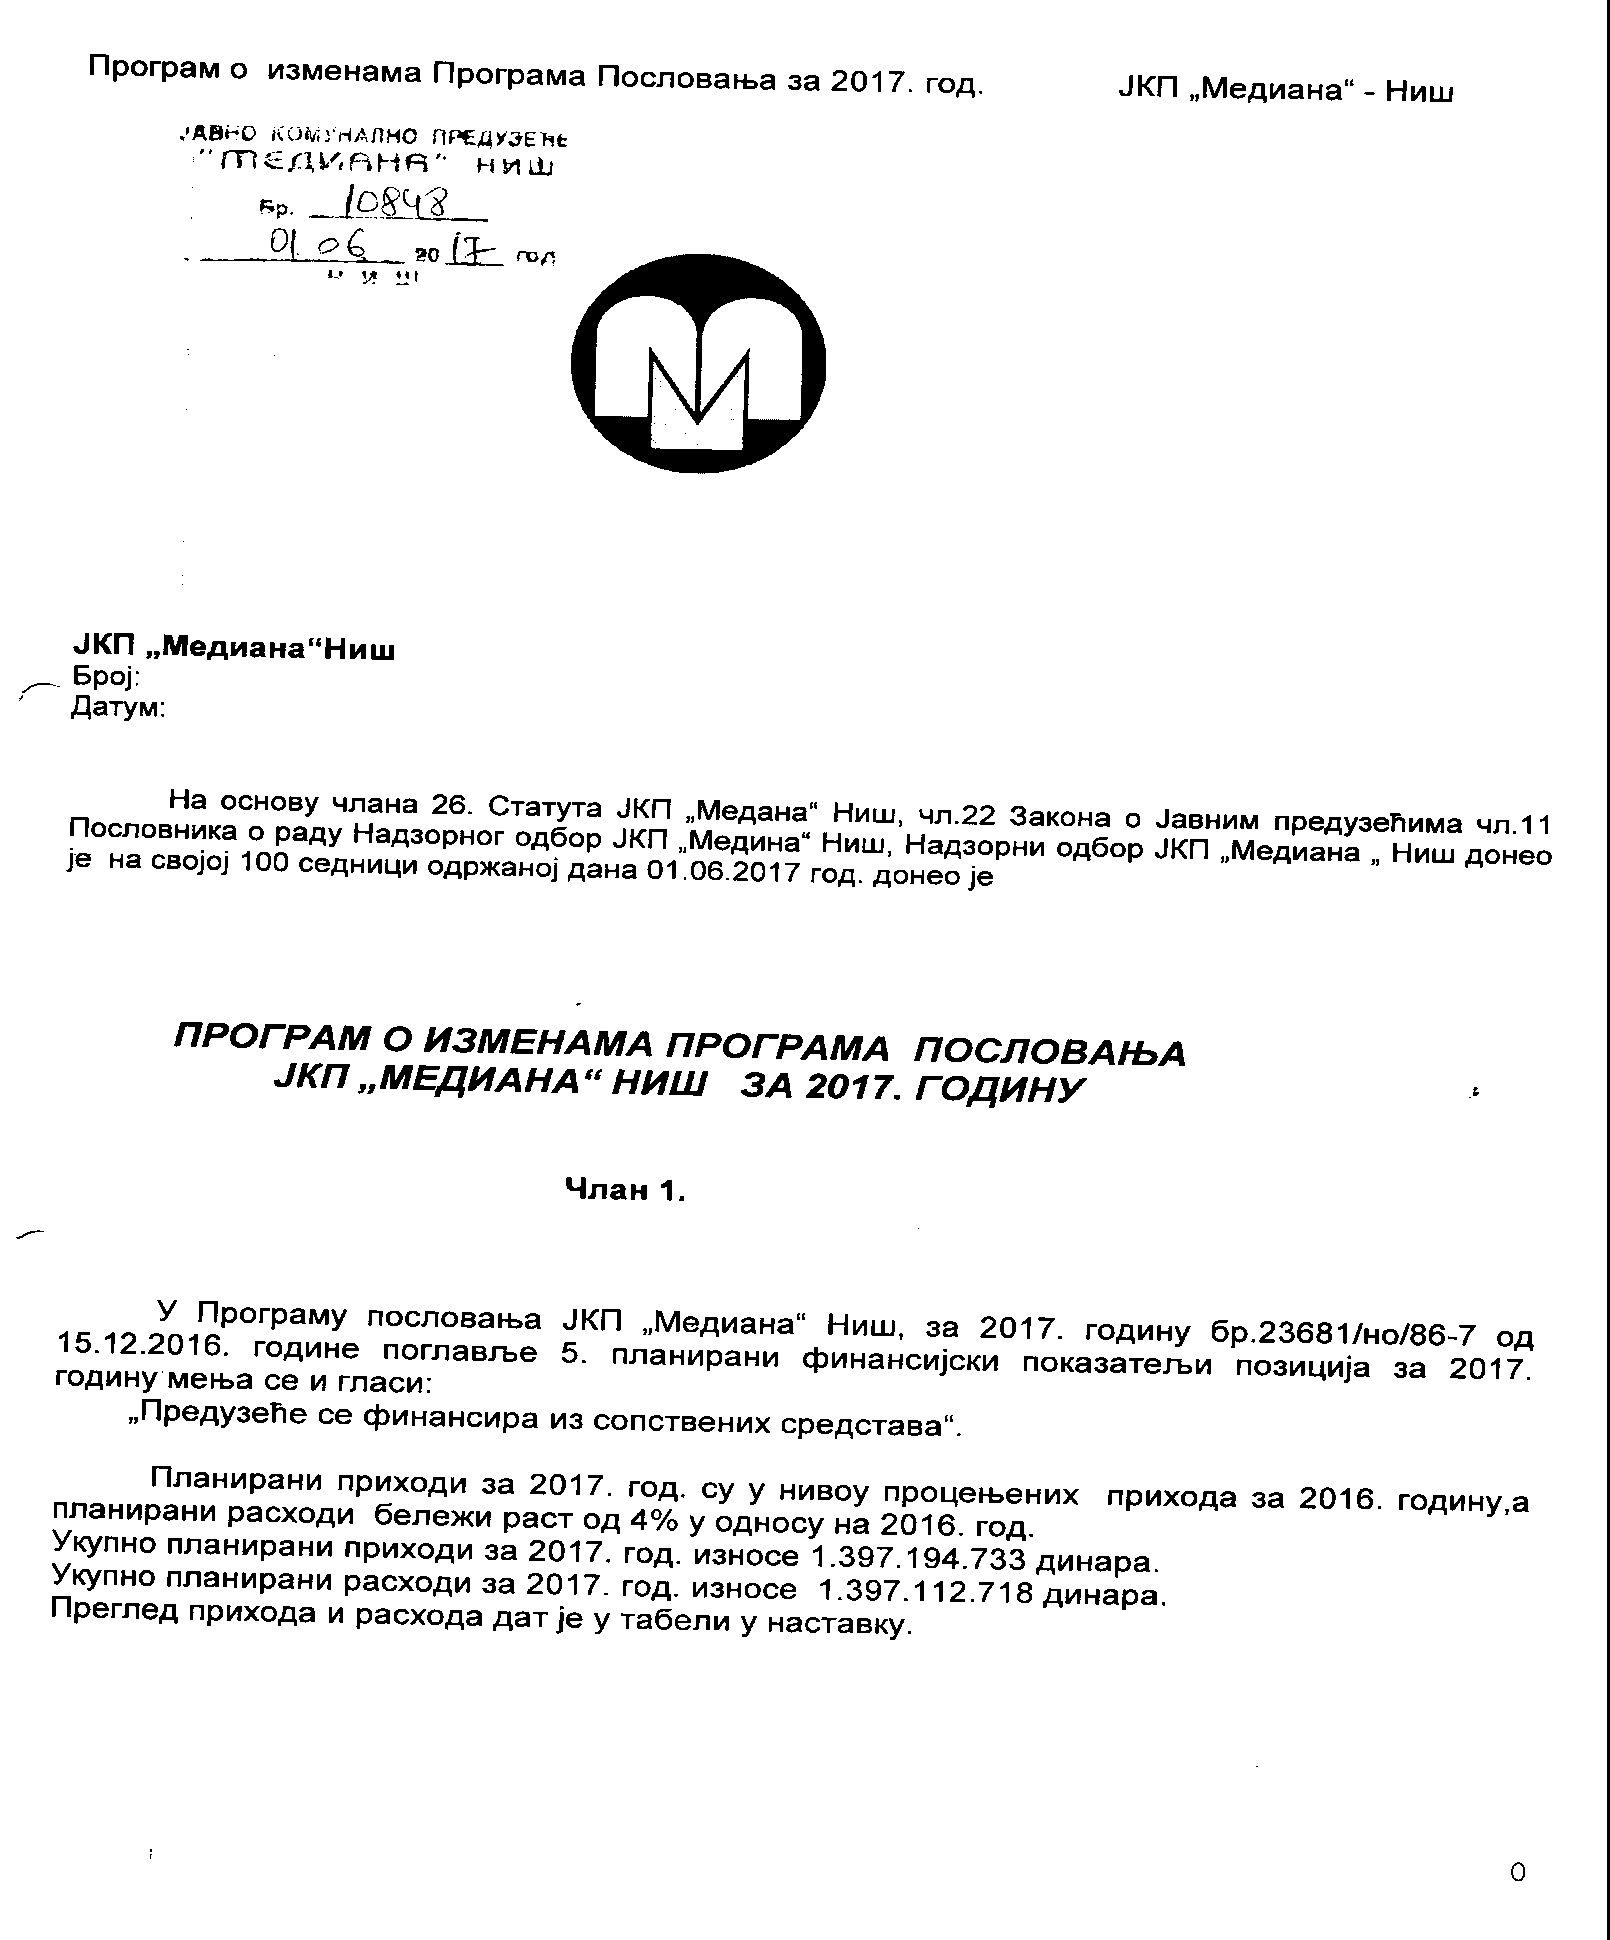 Програм о изменама Програма Пословања за 2017. год. ЈКП „Медиана“ - Ниш
ЈАВНО КОМУНАЛНО ПРЕДУЗЕЋЕ
"МЕДИАНА" НИШ
Бр. 10848
01.06 2017 год
НИШ
ЈКП „Медиана“Ниш
Број:
Датум:
На основу члана 26. Статута ЈКП „Медана“ Ниш, чл.22 Закона о Јавним предузећима чл.11
Пословника о раду Надзорног одбор ЈКП „Медина“ Ниш, Надзорни одбор ЈКП „Медиана „ Ниш донео
је на својој 100 седници одржаној дана 01.06.2017 год. донео је
ПРОГРАМ О ИЗМЕНАМА ПРОГРАМА ПОСЛОВАЊА
ЈКП „МЕДИАНА“ НИШ ЗА 2017. ГОДИНУ
Члан 1.
У Програму пословања ЈКП „Медиана“ Ниш, за 2017. годину бр.23681/но/86-7 од
15.12.2016. године поглавље 5. планирани финансијски показатељи позиција за 2017.
годину мења се и гласи:
„Предузеће се финансира из сопствених средстава“.
Планирани приходи за 2017. год. су у нивоу процењених прихода за 2016. годину,а
планирани расходи бележи раст од 4% у односу на 2016. год.
Укупно планирани приходи за 2017. год. износе 1.397.194.733 динара.
Укупно планирани расходи за 2017. год. износе 1.397.112.718 динара.
Преглед прихода и расхода дат је у табели у наставку.
0